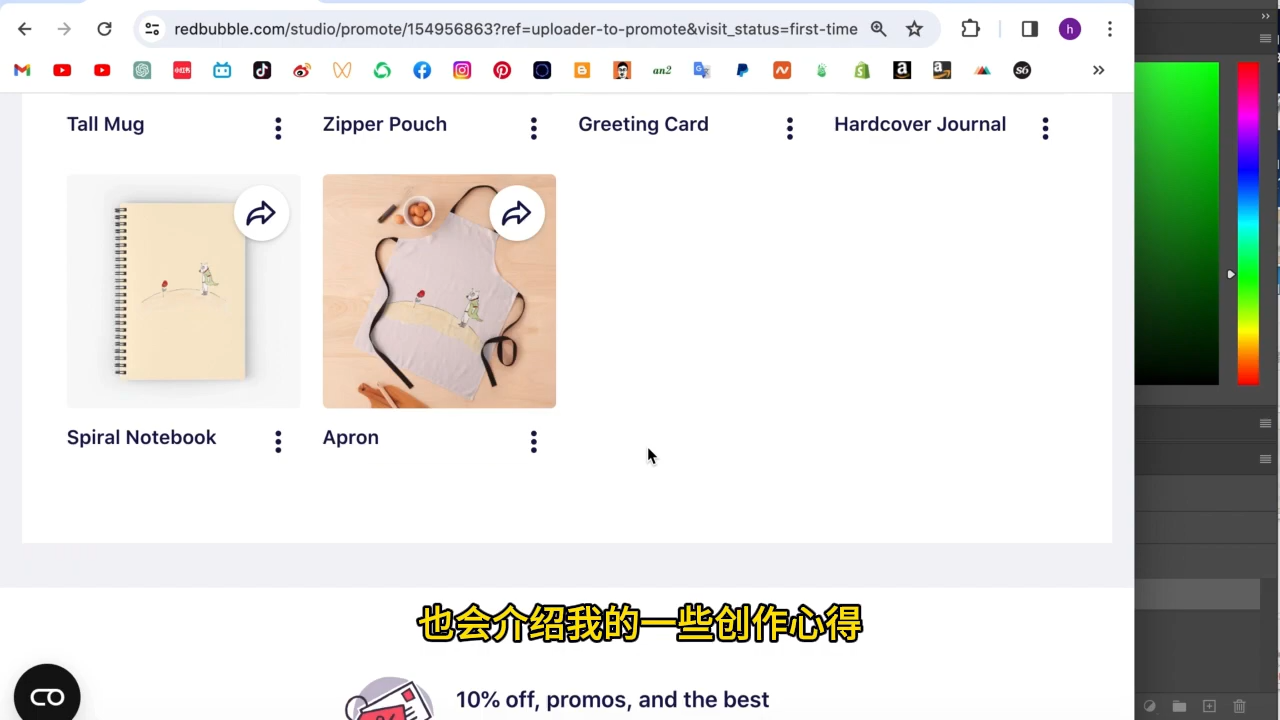 redbubble.com/studio/promote/154956863?ref=uploader-to-promote&visit_status=first-time
h
an2
S6
Tall Mug
Zipper Pouch
Greeting Card
Hardcover Journal
Spiral Notebook
Apron
也会介绍我的一些创作心得
10% off, promos, and the best